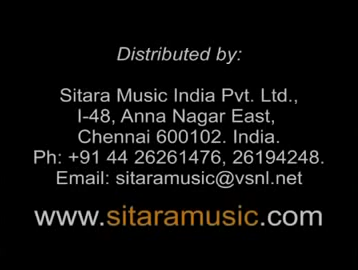 Distributed by:
Sitara Music India Pvt. Ltd.,
I-48, Anna Nagar East,
Chennai 600102. India.
Ph: +91 44 26261476, 26194248.
Email: sitaramusic@vsnl.net
www.sitaramusic.com